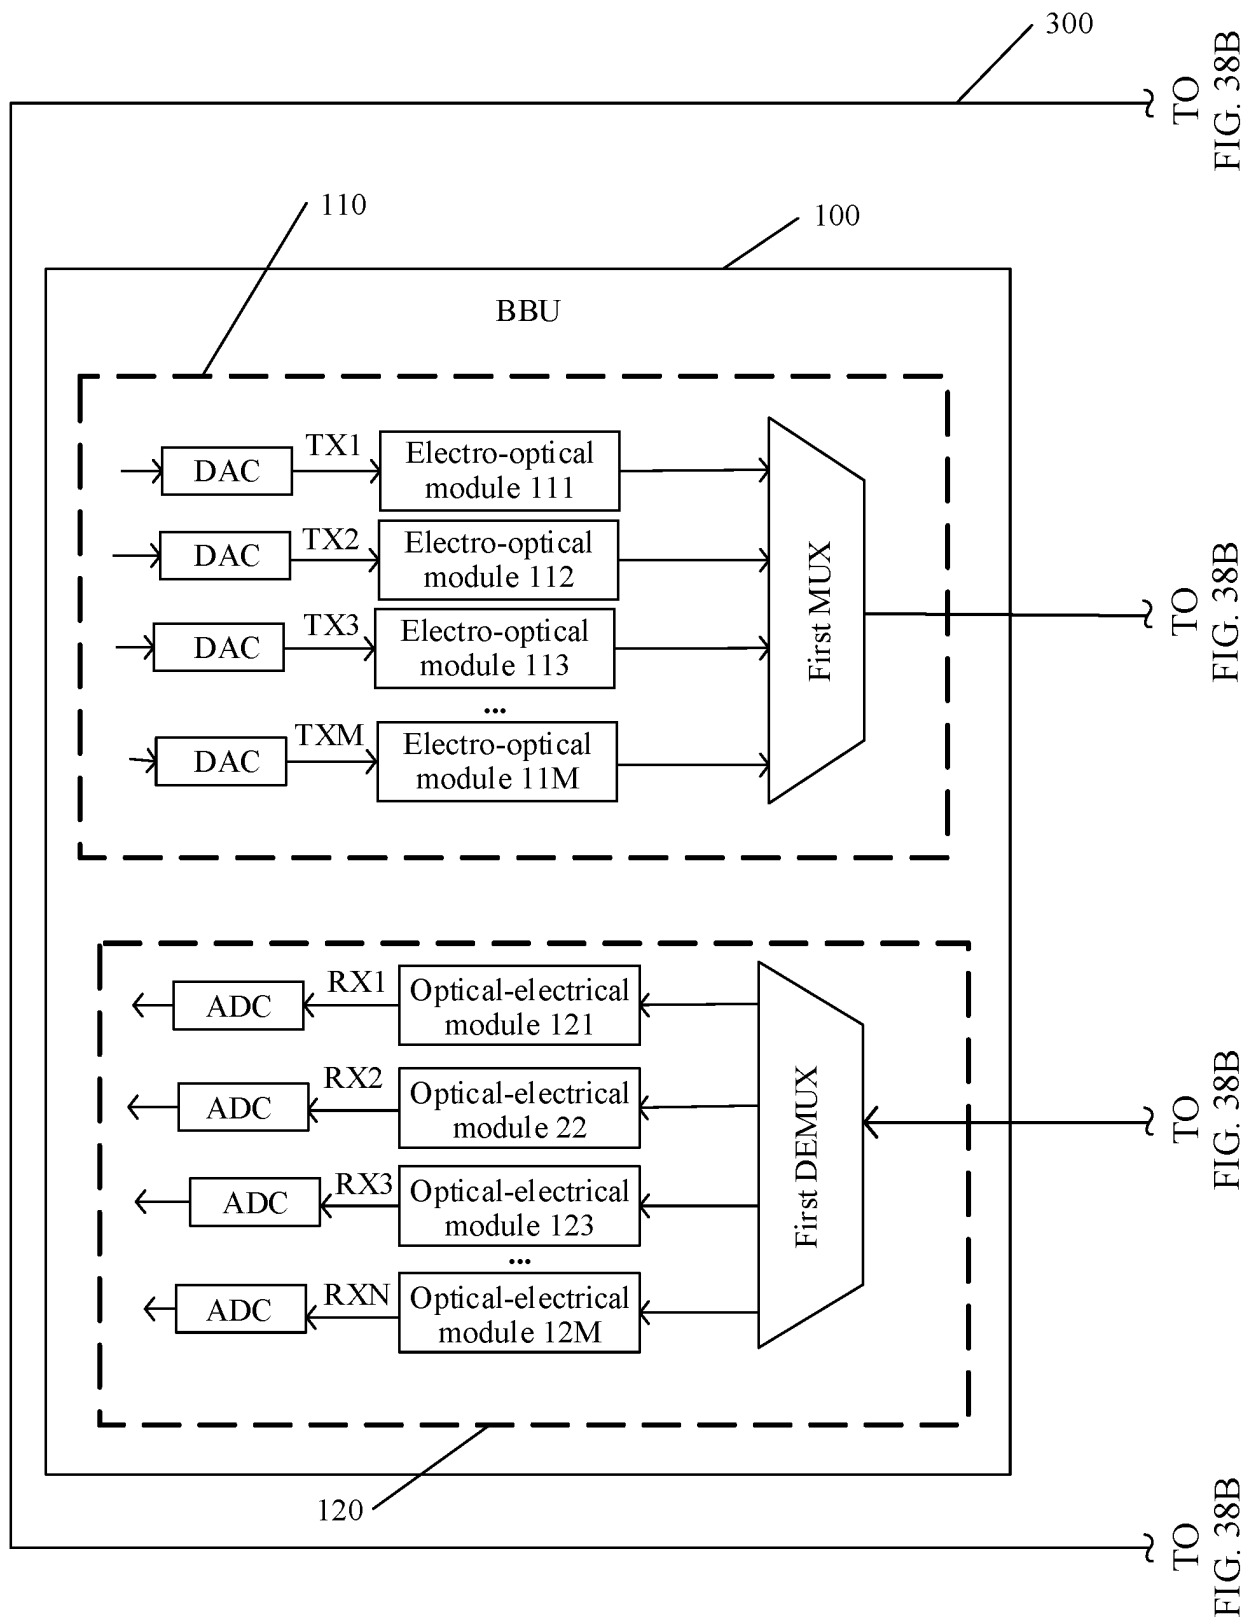 300
TO
FIG. 38B
110
100
BBU
DAC
TX1
Electro-optical
module 111
DAC
TX2
Electro-optical
module 112
DAC
TX3
Electro-optical
module 113
...
DAC
TXM
Electro-optical
module 11M
First MUX
TO
FIG. 38B
ADC
RX1
Optical-electrical
module 121
ADC
RX2
Optical-electrical
module 22
ADC
RX3
Optical-electrical
module 123
...
ADC
RXN
Optical-electrical
module 12M
First DEMUX
TO
FIG. 38B
120
TO
FIG. 38B